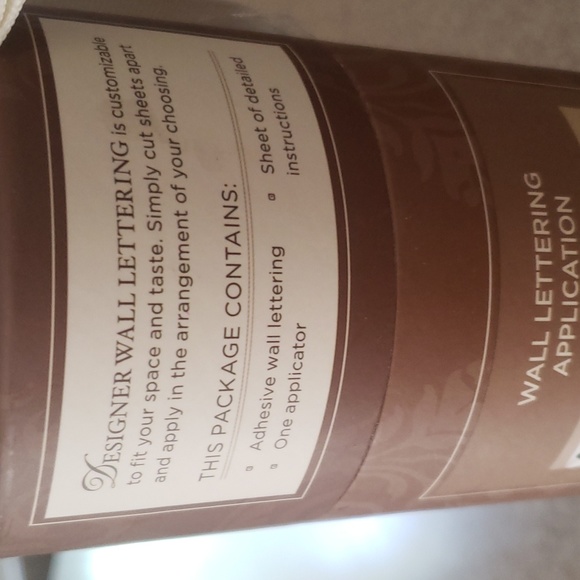 DESIGNER WALL LETTERING is customizable
to fit your space and taste. Simply cut sheets apart
and apply in the arrangement of your choosing.
THIS PACKAGE CONTAINS:
Adhesive wall lettering
One applicator
Sheet of detailed
instructions
WALL LETTERING
APPLICATION